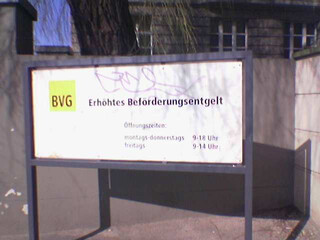 BVG Erhöhtes Beförderungsentgelt
Öffnungszeiten:
montags-donnerstags 9-18 Uhr
freitags 9-14 Uhr